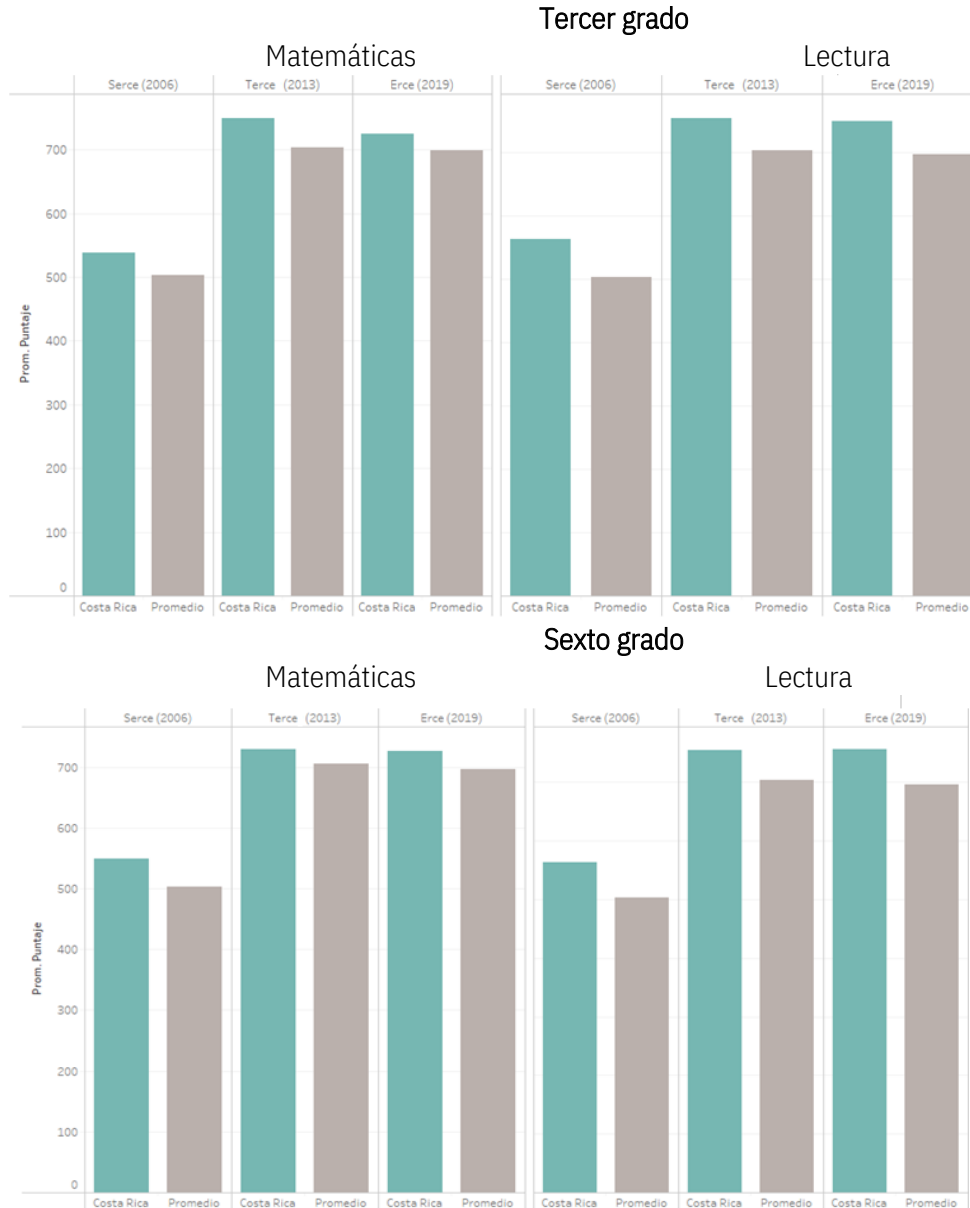 Tercer grado
Matemáticas Lectura
Serce (2006) Terce (2013) Erce (2019) Serce (2006) Terce (2013) Erce (2019)
700
600
500
Prom. Puntaje
400
300
200
100
0
Costa Rica Promedio Costa Rica Promedio Costa Rica Promedio Costa Rica Promedio Costa Rica Promedio Costa Rica Promedio
Sexto grado
Matemáticas Lectura
Serce (2006) Terce (2013) Erce (2019) Serce (2006) Terce (2013) Erce (2019)
700
600
500
Prom. Puntaje
400
300
200
100
0
Costa Rica Promedio Costa Rica Promedio Costa Rica Promedio Costa Rica Promedio Costa Rica Promedio Costa Rica Promedio